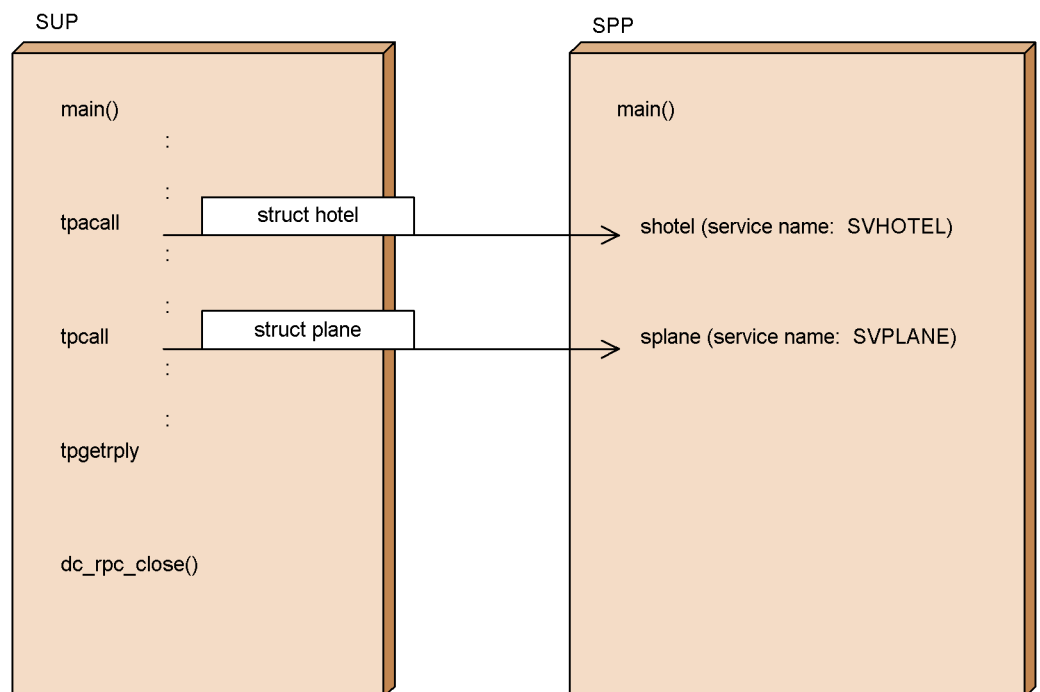 SUP
main()
:
:
tpacall
struct hotel
:
:
tpcall
struct plane
:
:
tpgetrply
dc_rpc_close()
SPP
main()
shotel (service name: SVHOTEL)
splane (service name: SVPLANE)